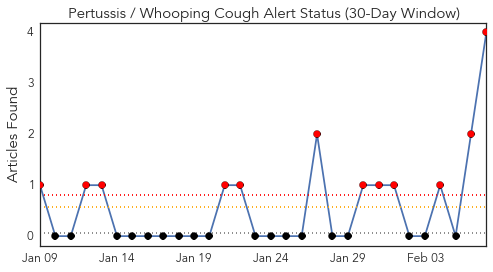 Pertussis / Whooping Cough Alert Status (30-Day Window)
Articles Found
4
3
2
1
0
Jan 09 Jan 14 Jan 19 Jan 24 Jan 29 Feb 03